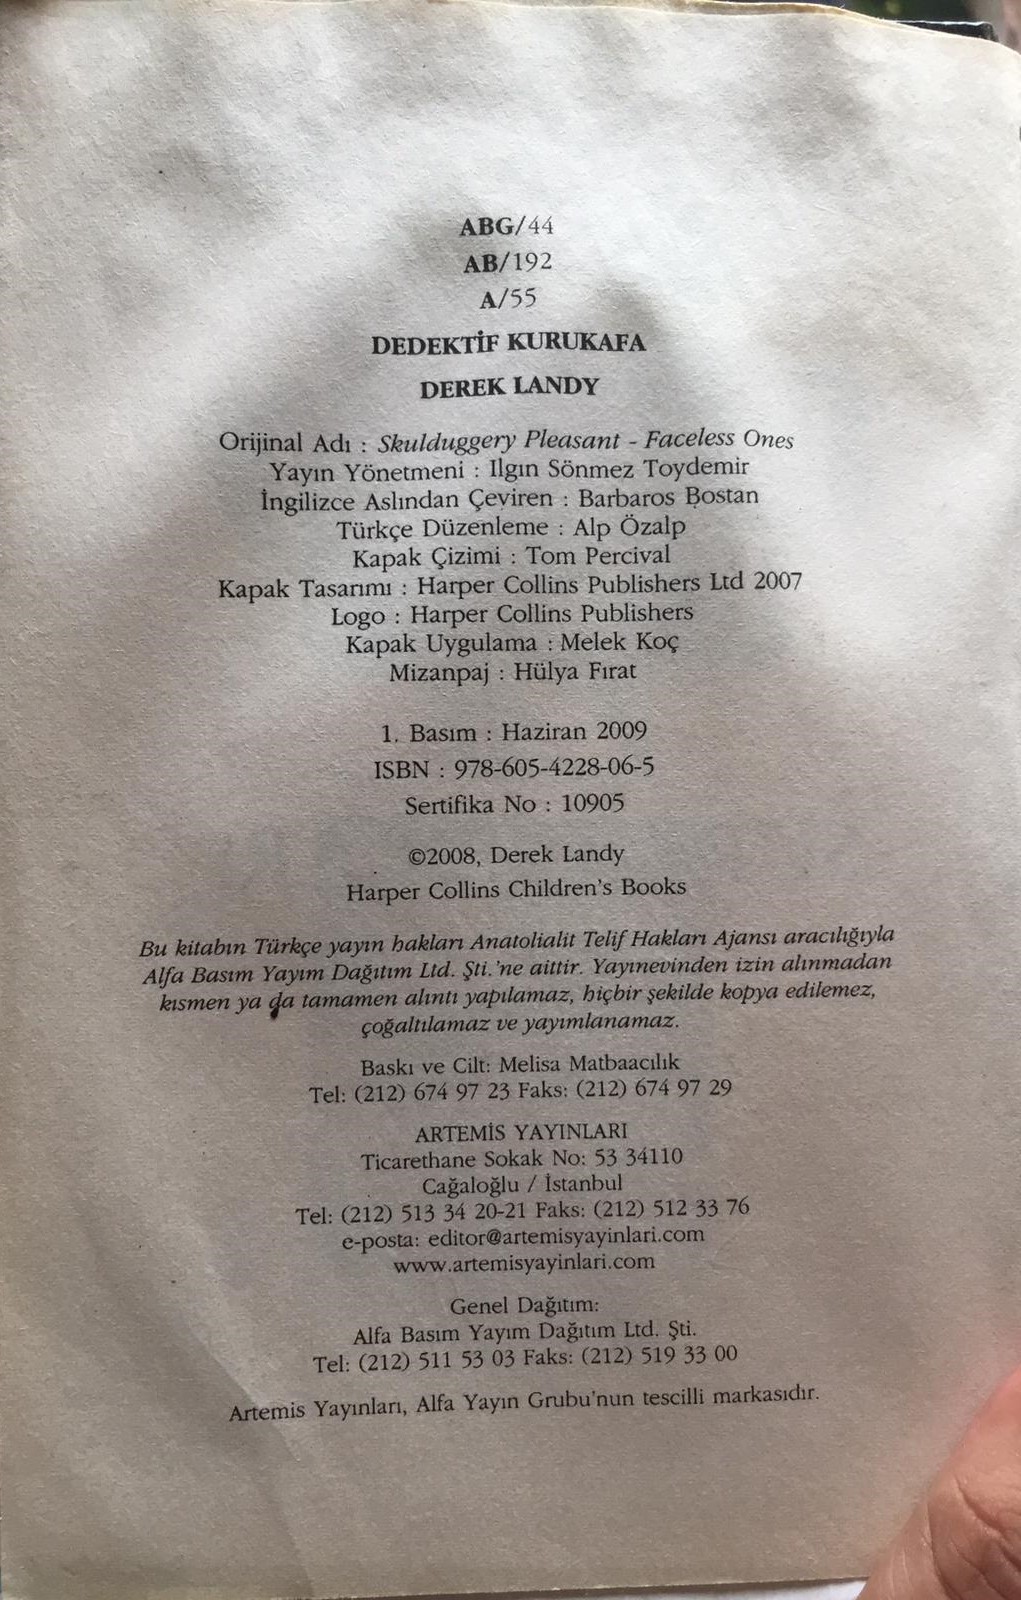 ABG/44
AB/192
A/55
DEDEKTİF KURUKAFA
DEREK LANDY
Orijinal Adı : Skulduggery Pleasant - Faceless Ones
Yayın Yönetmeni : Ilgın Sönmez Toydemir
İngilizce Aslından Çeviren : Barbaros Bostan
Türkçe Düzenleme : Alp Özalp
Kapak Çizimi : Tom Percival
Kapak Tasarımı : Harper Collins Publishers Ltd 2007
Logo : Harper Collins Publishers
Kapak Uygulama : Melek Koç
Mizanpaj : Hülya Fırat
1. Basım : Haziran 2009
ISBN : 978-605-4228-06-5
Sertifika No : 10905
©2008, Derek Landy
Harper Collins Children's Books
Bu kitabın Türkçe yayın hakları Anatolialit Telif Hakları Ajansı aracılığıyla
Alfa Basım Yayım Dağıtım Ltd. Şti.'ne aittir. Yayınevinden izin alınmadan
kısmen ya da tamamen alıntı yapılamaz, hiçbir şekilde kopya edilemez,
çoğaltılamaz ve yayımlanamaz.
Baskı ve Cilt: Melisa Matbaacılık
Tel: (212) 674 97 23 Faks: (212) 674 97 29
ARTEMİS YAYINLARI
Ticarethane Sokak No: 53 34110
Cağaloğlu / İstanbul
Tel: (212) 513 34 20-21 Faks: (212) 512 33 76
e-posta: editor@artemisyayinlari.com
www.artemisyayinlari.com
Genel Dağıtım:
Alfa Basım Yayım Dağıtım Ltd. Şti.
Tel: (212) 511 53 03 Faks: (212) 519 33 00
Artemis Yayınları, Alfa Yayın Grubu'nun tescilli markasıdır.